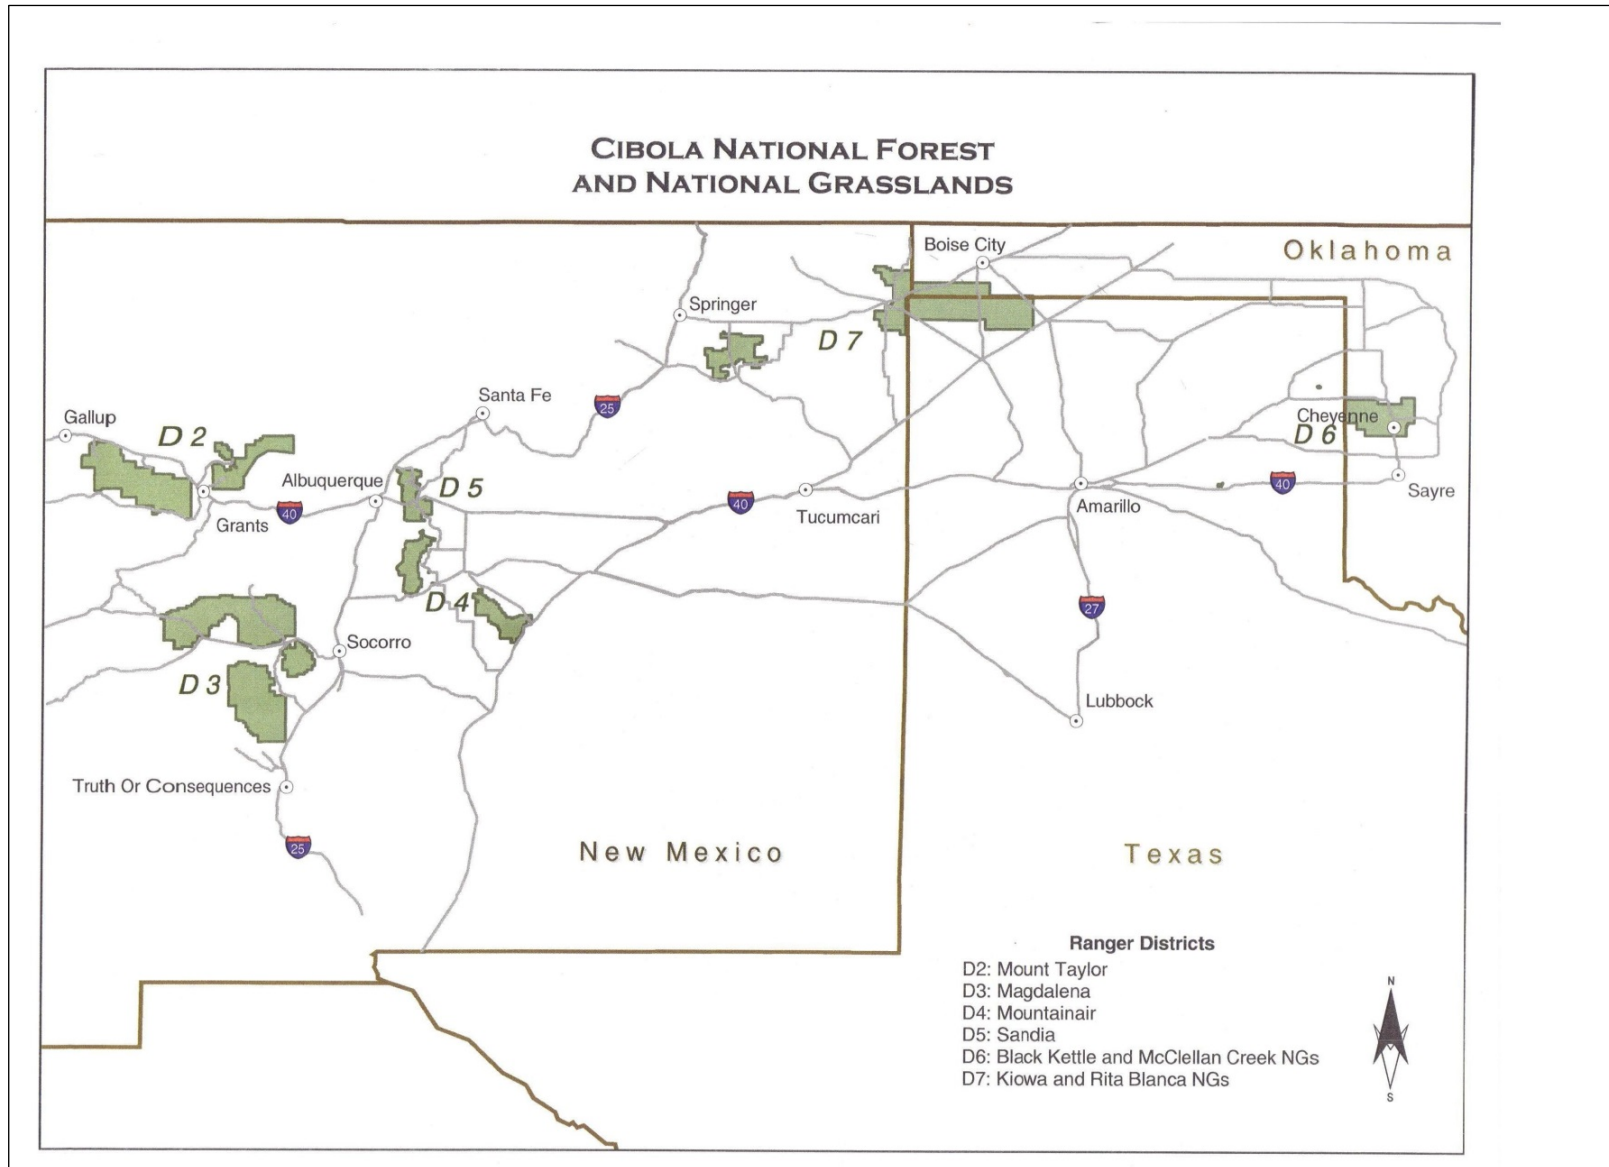 CIBOLA NATIONAL FOREST
AND NATIONAL GRASSLANDS
Boise City
Oklahoma
Springer
D 7
Santa Fe
25
Gallup
D 2
Cheyenne
D 6
Albuquerque
D 5
40
Sayre
40
Grants
40
Tucumcari
Amarillo
D 4
27
Socorro
D 3
Lubbock
Truth Or Consequences
25
New Mexico
Texas
Ranger Districts
D2: Mount Taylor
D3: Magdalena
D4: Mountainair
D5: Sandia
D6: Black Kettle and McClellan Creek NGs
D7: Kiowa and Rita Blanca NGs
N
S